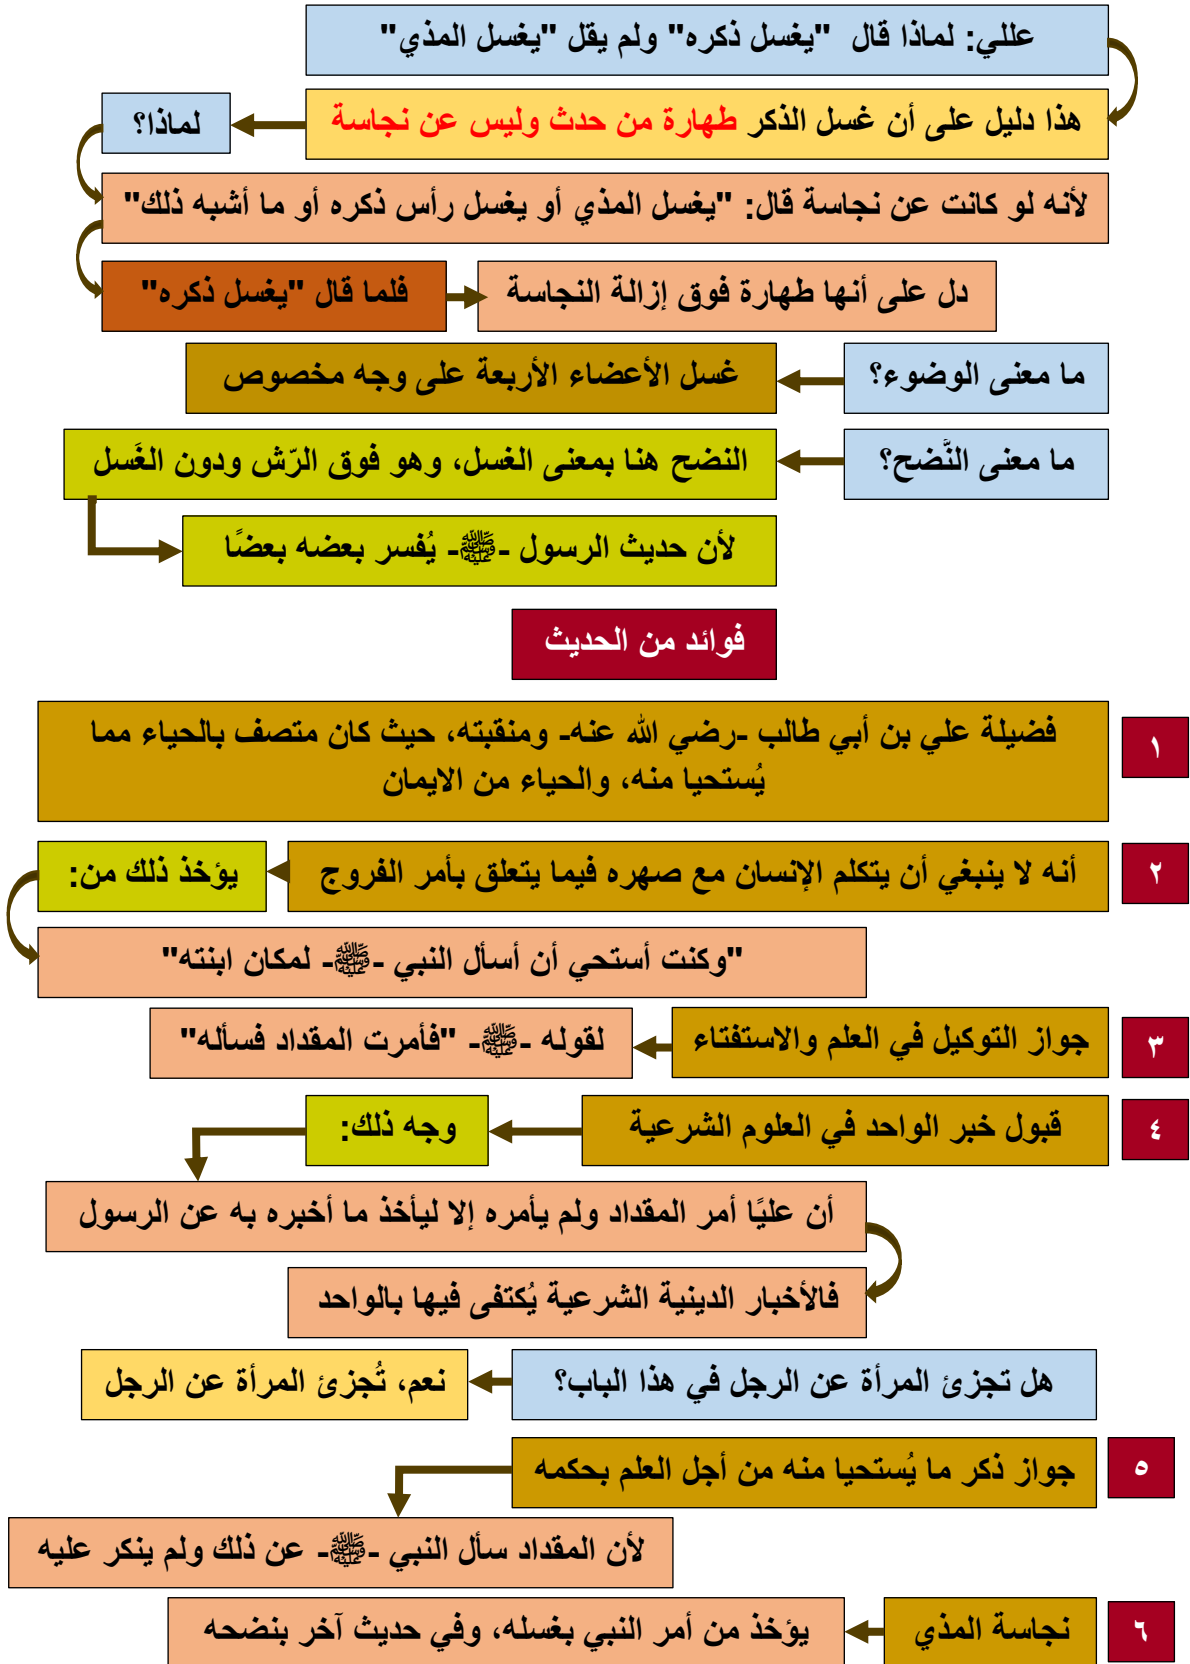 عللي: لماذا قال "يغسل ذكره" ولم يقل "يغسل المذي"
هذا دليل على أن غسل الذكر طهارة من حدث وليس عن نجاسة
لماذا؟
لأنه لو كانت عن نجاسة قال: "يغسل المذي أو يغسل رأس ذكره أو ما أشبه ذلك"
فلما قال "يغسل ذكره"
دل على أنها طهارة فوق إزالة النجاسة
ما معنى الوضوء؟
غسل الأعضاء الأربعة على وجه مخصوص
ما معنى النَّضح؟
النضح هنا بمعنى الغسل، وهو فوق الرّش ودون الغَسل
لأن حديث الرسول -ﷺ- يُفسر بعضه بعضًا
فوائد من الحديث
١
فضيلة علي بن أبي طالب -رضي الله عنه- ومنقبته، حيث كان متصف بالحياء مما
يُستحيا منه، والحياء من الايمان
٢
أنه لا ينبغي أن يتكلم الإنسان مع صهره فيما يتعلق بأمر الفروج
يؤخذ ذلك من:
"وكنت أستحي أن أسأل النبي -ﷺ- لمكان ابنته"
٣
جواز التوكيل في العلم والاستفتاء
لقوله -ﷺ- "فأمرت المقداد فسأله"
٤
قبول خبر الواحد في العلوم الشرعية
وجه ذلك:
أن عليًا أمر المقداد ولم يأمره إلا ليأخذ ما أخبره به عن الرسول
فالأخبار الدينية الشرعية يُكتفى فيها بالواحد
هل تجزئ المرأة عن الرجل في هذا الباب؟
نعم، تُجزئ المرأة عن الرجل
٥
جواز ذكر ما يُستحيا منه من أجل العلم بحكمه
لأن المقداد سأل النبي -ﷺ- عن ذلك ولم ينكر عليه
٦
نجاسة المذي
يؤخذ من أمر النبي بغسله، وفي حديث آخر بنضحه